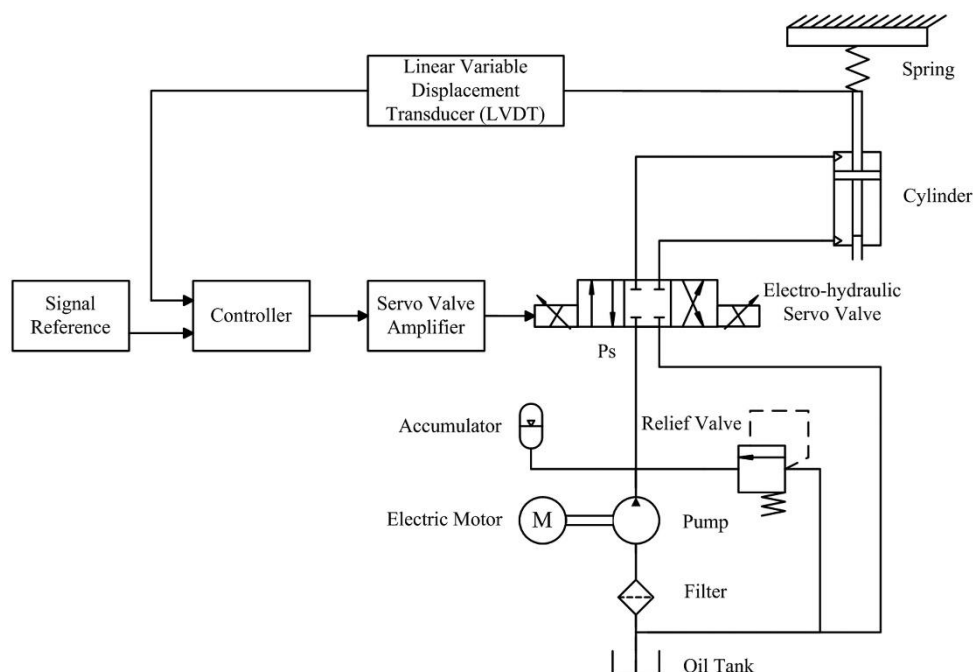 Linear Variable
Displacement
Transducer (LVDT)
Spring
Cylinder
Signal
Reference
Controller
Servo Valve
Amplifier
Electro-hydraulic
Servo Valve
Ps
Accumulator
Relief Valve
Electric Motor
M
Pump
Filter
Oil Tank